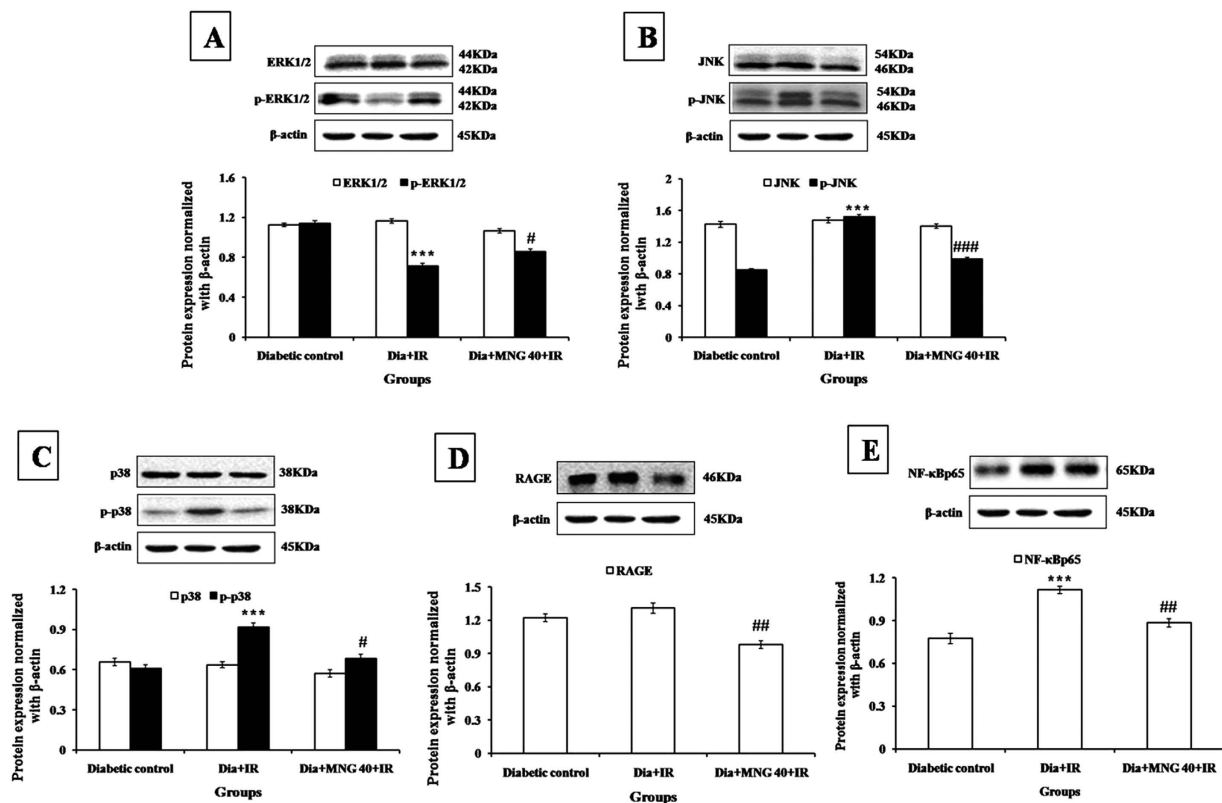 A
ERK1/2
44KDa
42KDa
p-ERK1/2
44KDa
42KDa
β-actin
45KDa
ERK1/2 p-ERK1/2
Protein expression normalized
with β-actin
1.6
1.2
0.8
0.4
0
***
#
Diabetic control Dia+IR Dia+MNG 40+IR
Groups
B
JNK
54KDa
46KDa
p-JNK
54KDa
46KDa
β-actin
45KDa
JNK p-JNK
Protein expression normalized
iwth β-actin
2
1.6
1.2
0.8
0.4
0
***
###
Diabetic control Dia+IR Dia+MNG 40+IR
Groups
C
p38
38KDa
p-p38
38KDa
β-actin
45KDa
p38 p-p38
Protein expression normalized
with β-actin
1.2
0.9
0.6
0.3
0
***
#
Diabetic control Dia+IR Dia+MNG 40+IR
Groups
D
RAGE
46KDa
β-actin
45KDa
RAGE
Protein expression normalized
with β-actin
1.5
1.2
0.9
0.6
0.3
0
##
Diabetic control Dia+IR Dia+MNG 40+IR
Groups
E
NF-κBp65
65KDa
β-actin
45KDa
NF-κBp65
Protein expression normalized
with β-actin
1.2
0.9
0.6
0.3
0
***
##
Diabetic control Dia+IR Dia+MNG 40+IR
Groups